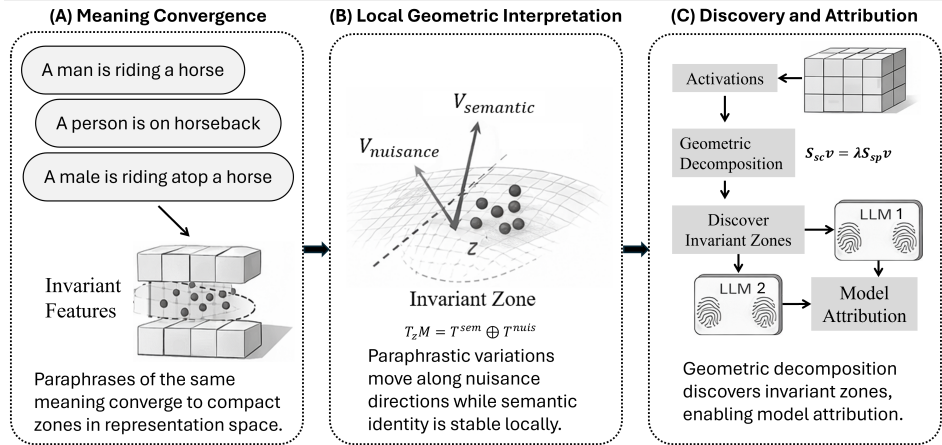 (A) Meaning Convergence
A man is riding a horse
A person is on horseback
A male is riding atop a horse
Invariant
Features
Paraphrases of the same
meaning converge to compact
zones in representation space.
(B) Local Geometric Interpretation
V_semantic
V_nuisance
z
Invariant Zone
T_zM = T^sem ⊕ T^nuis
Paraphrastic variations
move along nuisance
directions while semantic
identity is stable locally.
(C) Discovery and Attribution
Activations
Geometric
Decomposition
S_sc v = λS_sp v
Discover
Invariant Zones
LLM 1
LLM 2
Model
Attribution
Geometric decomposition
discovers invariant zones,
enabling model attribution.